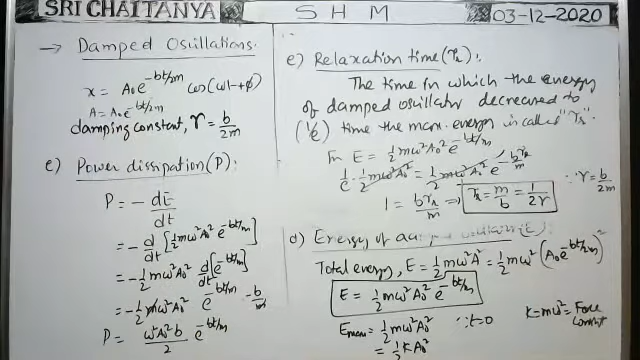 SRI CHAITANYA
SHM
03-12-2020
→ Damped Oscillations.
x = A₀e^(-bt/2m) cos(ω't+φ)
A = A₀e^(-bt/2m)
damping constant, γ = b/2m
c) Power dissipation (P):
P = - dE/dt
= - d/dt [½mω²A₀² e^(-bt/m)]
= -½mω²A₀² d/dt[e^(-bt/m)]
= -½mω²A₀² e^(-bt/m) -b/m
P = ω²A₀²b/2 e^(-bt/m)
e) Relaxation time (τᵣ):
The time in which the energy
of damped oscillator decreased to
(1/e) time the max. energy is called "τᵣ".
E = ½mω²A₀² e^(-bt/m)
1/e · ½mω²A₀² = ½mω²A₀² e^(-bτᵣ/m)
1 = bτᵣ/m ⇒ τᵣ = m/b = 1/2γ ∵ γ = b/2m
d) Energy of
Total energy, E = ½mω²A² = ½mω² (A₀e^(-bt/2m))²
E = ½mω²A₀² e^(-bt/m)
Emax = ½mω²A₀² ∵ t=0 K = mω² = Force
= ½KA₀²